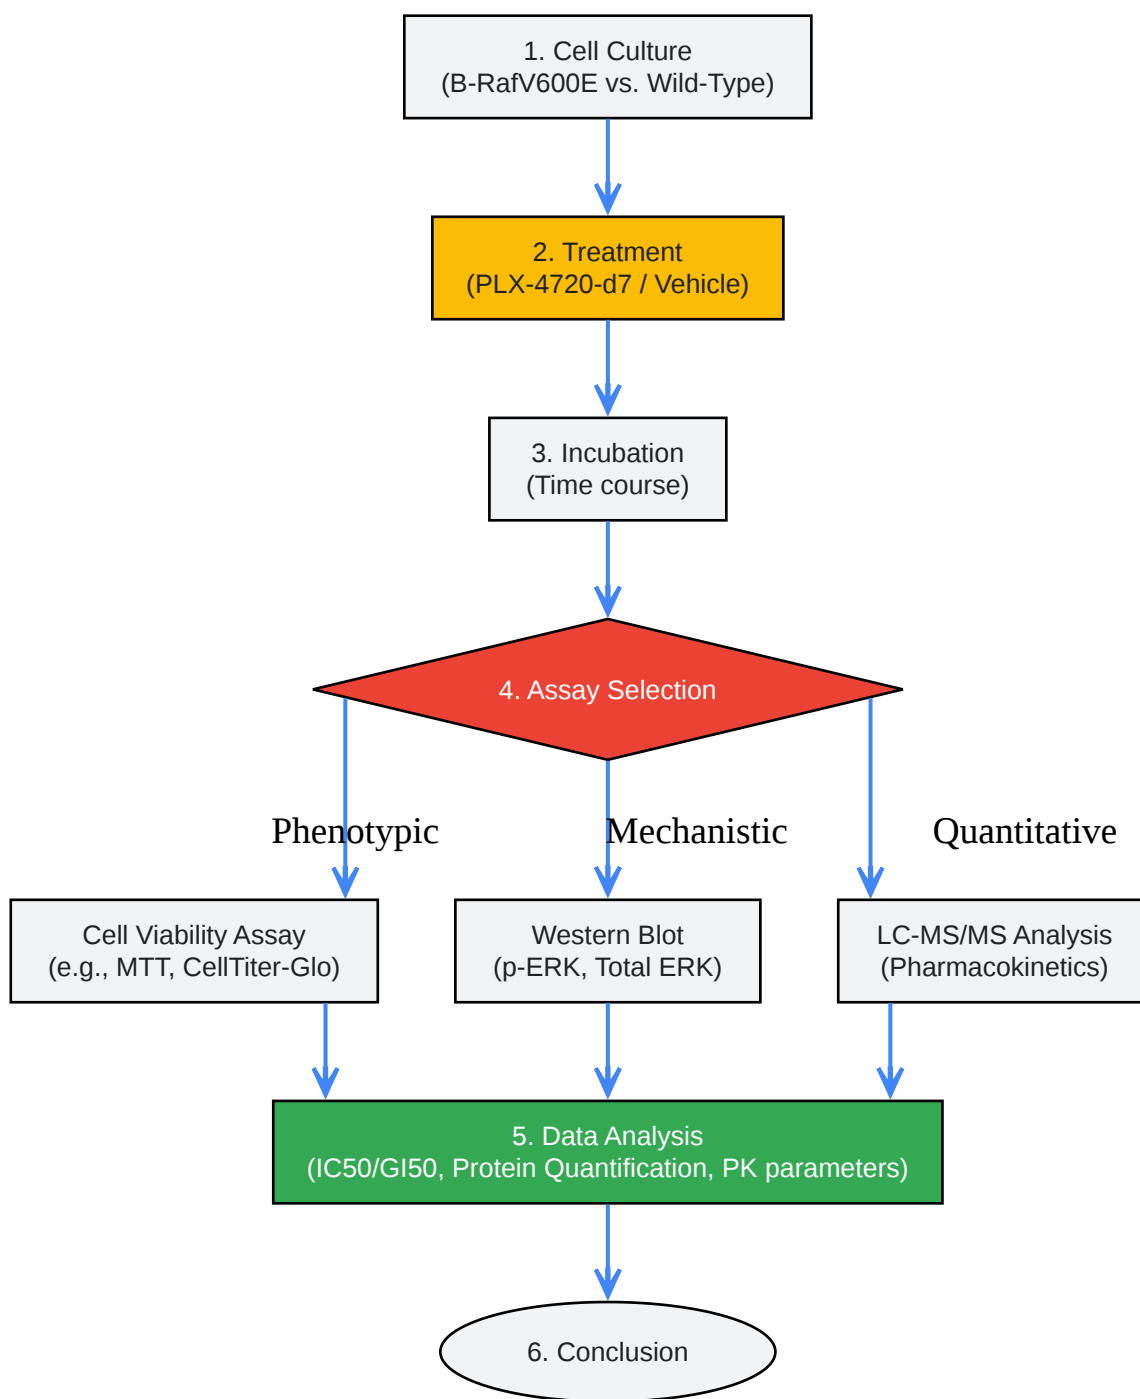 1. Cell Culture
(B-RafV600E vs. Wild-Type)
2. Treatment
(PLX-4720-d7 / Vehicle)
3. Incubation
(Time course)
4. Assay Selection
Phenotypic
Mechanistic
Quantitative
Cell Viability Assay
(e.g., MTT, CellTiter-Glo)
Western Blot
(p-ERK, Total ERK)
LC-MS/MS Analysis
(Pharmacokinetics)
5. Data Analysis
(IC50/GI50, Protein Quantification, PK parameters)
6. Conclusion